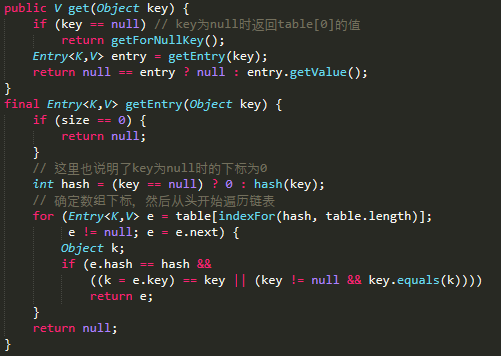 public V get(Object key) {
    if (key == null) // key为null时返回table[0]的值
        return getForNullKey();
    Entry<K,V> entry = getEntry(key);
    return null == entry ? null : entry.getValue();
}
final Entry<K,V> getEntry(Object key) {
    if (size == 0) {
        return null;
    }
    // 这里也说明了key为null时的下标为0
    int hash = (key == null) ? 0 : hash(key);
    // 确定数组下标，然后从头开始遍历链表
    for (Entry<K,V> e = table[indexFor(hash, table.length)];
         e != null; e = e.next) {
        Object k;
        if (e.hash == hash &&
            ((k = e.key) == key || (key != null && key.equals(k))))
            return e;
    }
    return null;
}